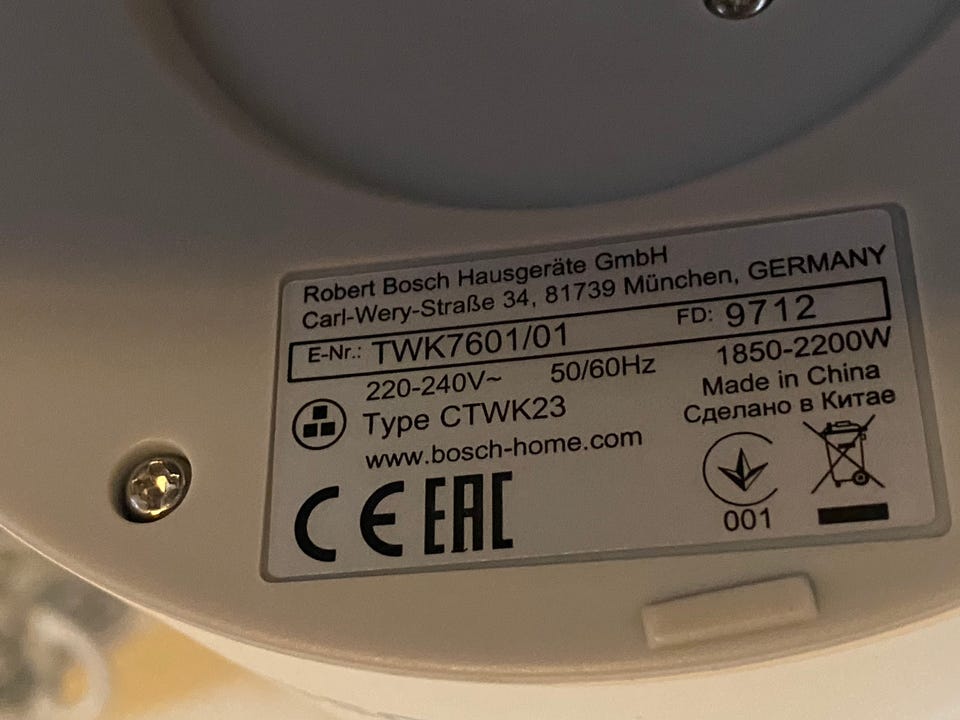 Robert Bosch Hausgeräte GmbH
Carl-Wery-Straße 34, 81739 München, GERMANY
E-Nr.: TWK7601/01 FD: 9712
220-240V~ 50/60Hz 1850-2200W
Type CTWK23 Made in China
Сделано в Китае
www.bosch-home.com
CE EAC
001